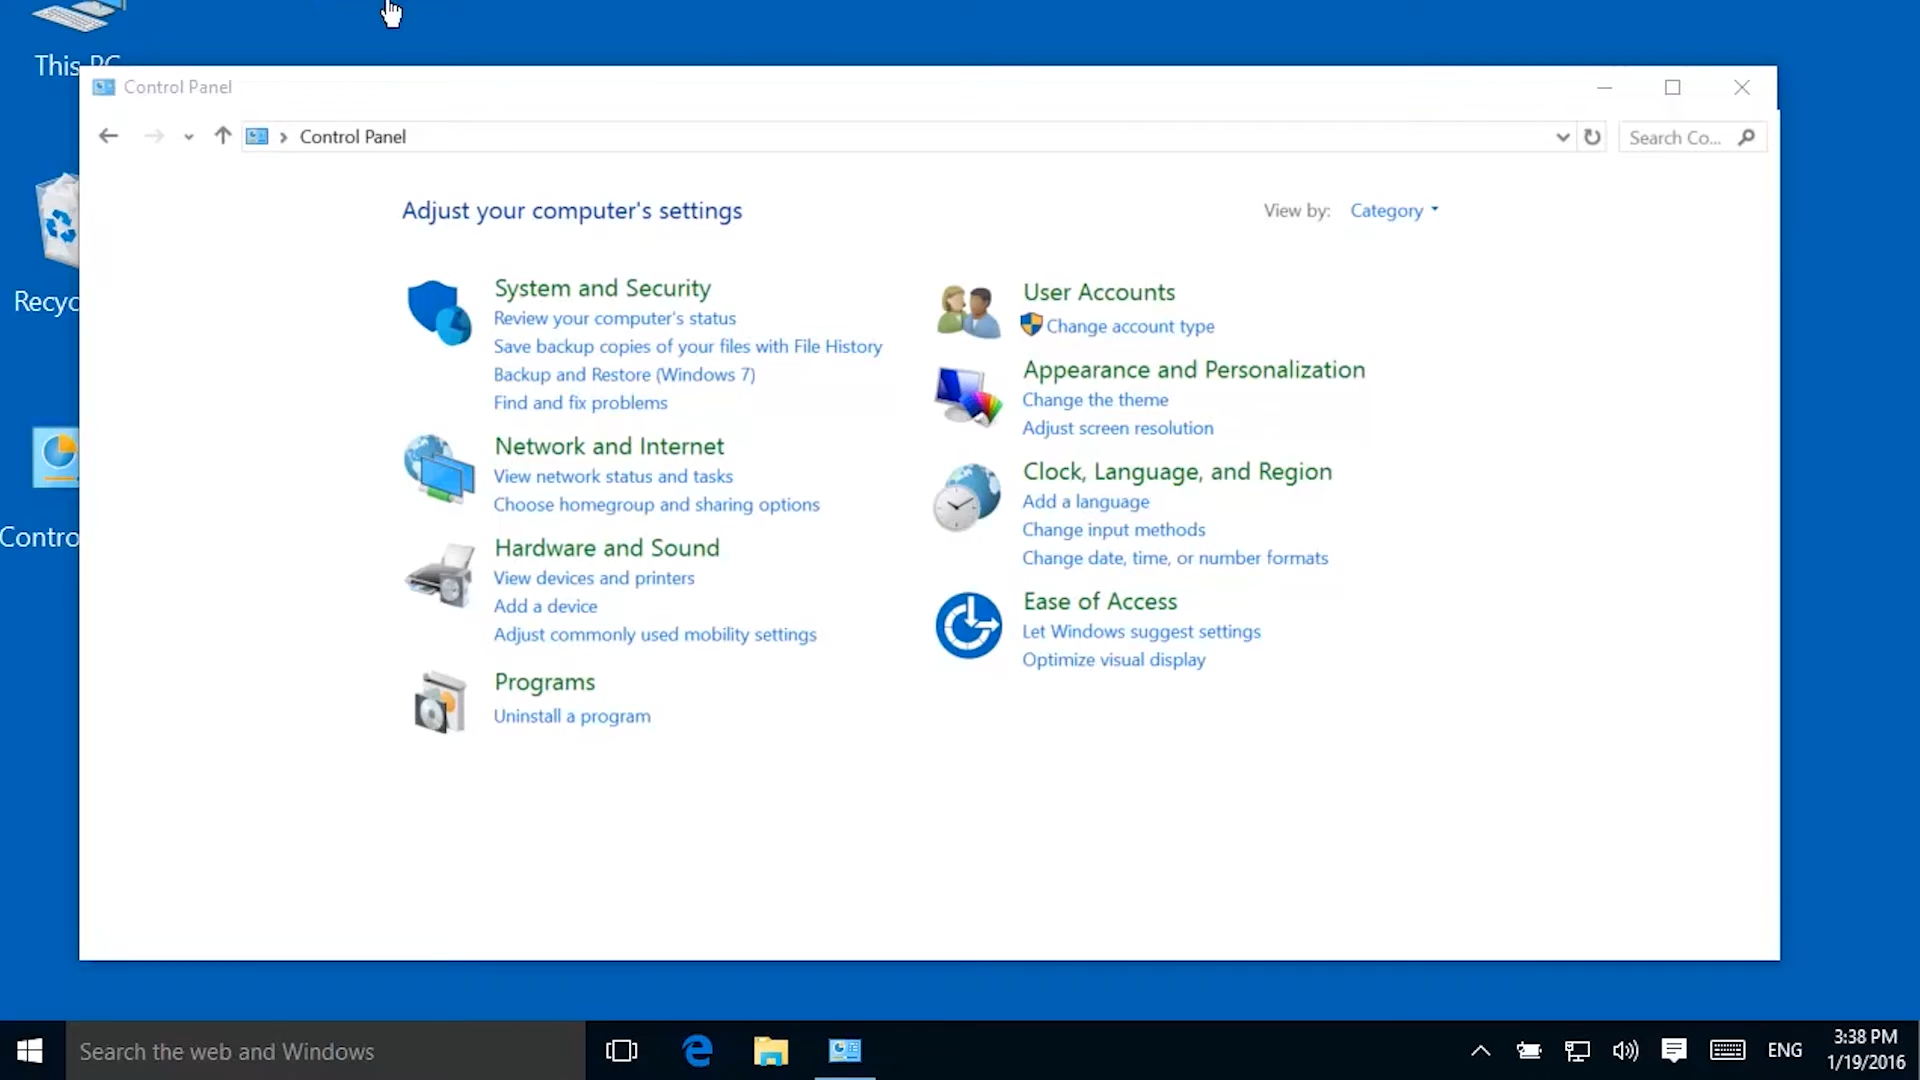 This PC
Control Panel
Control Panel
Search Co...
Adjust your computer's settings
View by: Category
System and Security
Review your computer's status
Save backup copies of your files with File History
Backup and Restore (Windows 7)
Find and fix problems
Network and Internet
View network status and tasks
Choose homegroup and sharing options
Hardware and Sound
View devices and printers
Add a device
Adjust commonly used mobility settings
Programs
Uninstall a program
User Accounts
Change account type
Appearance and Personalization
Change the theme
Adjust screen resolution
Clock, Language, and Region
Add a language
Change input methods
Change date, time, or number formats
Ease of Access
Let Windows suggest settings
Optimize visual display
Recyc
Contro
Search the web and Windows
ENG
3:38 PM
1/19/2016